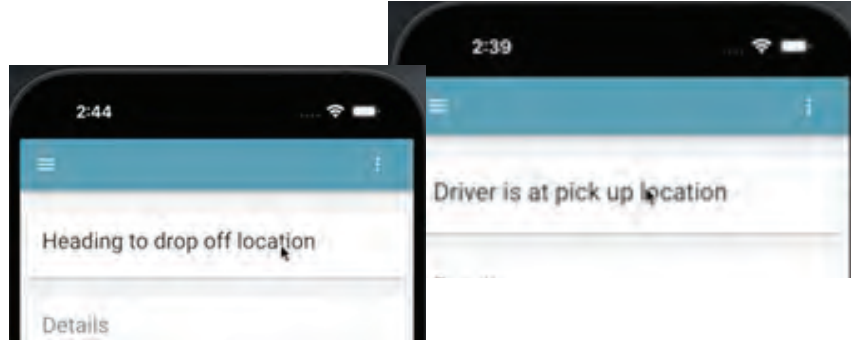 2:44
Heading to drop off location
Details
2:39
Driver is at pick up location